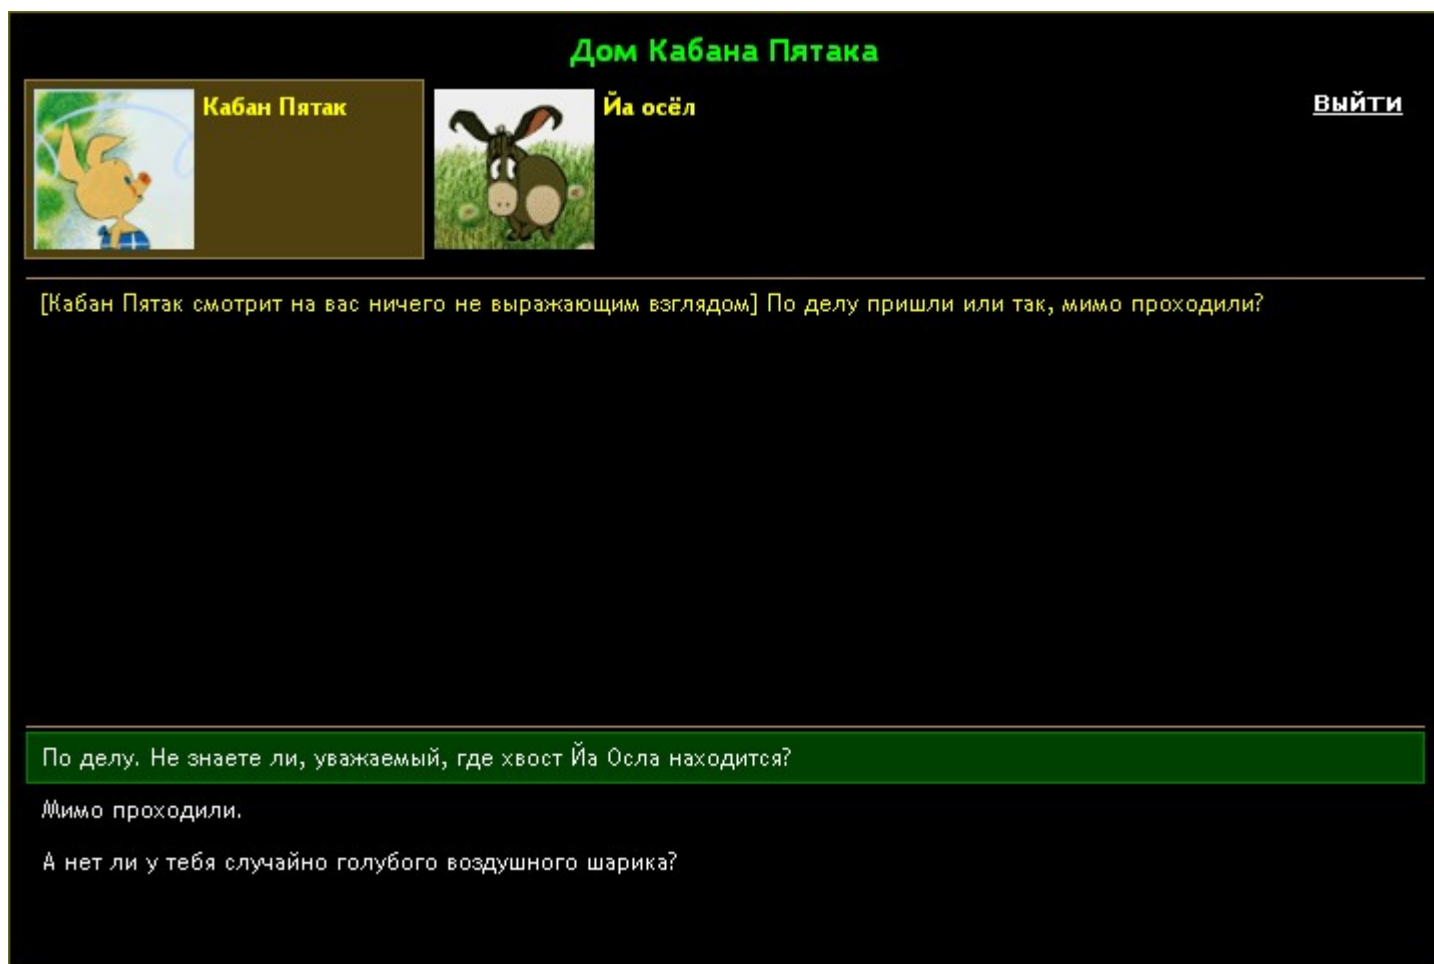 Дом Кабана Пятака
Кабан Пятак
Йа осёл
Выйти
[Кабан Пятак смотрит на вас ничего не выражающим взглядом] По делу пришли или так, мимо проходили?
По делу. Не знаете ли, уважаемый, где хвост Йа Осла находится?
Мимо проходили.
А нет ли у тебя случайно голубого воздушного шарика?